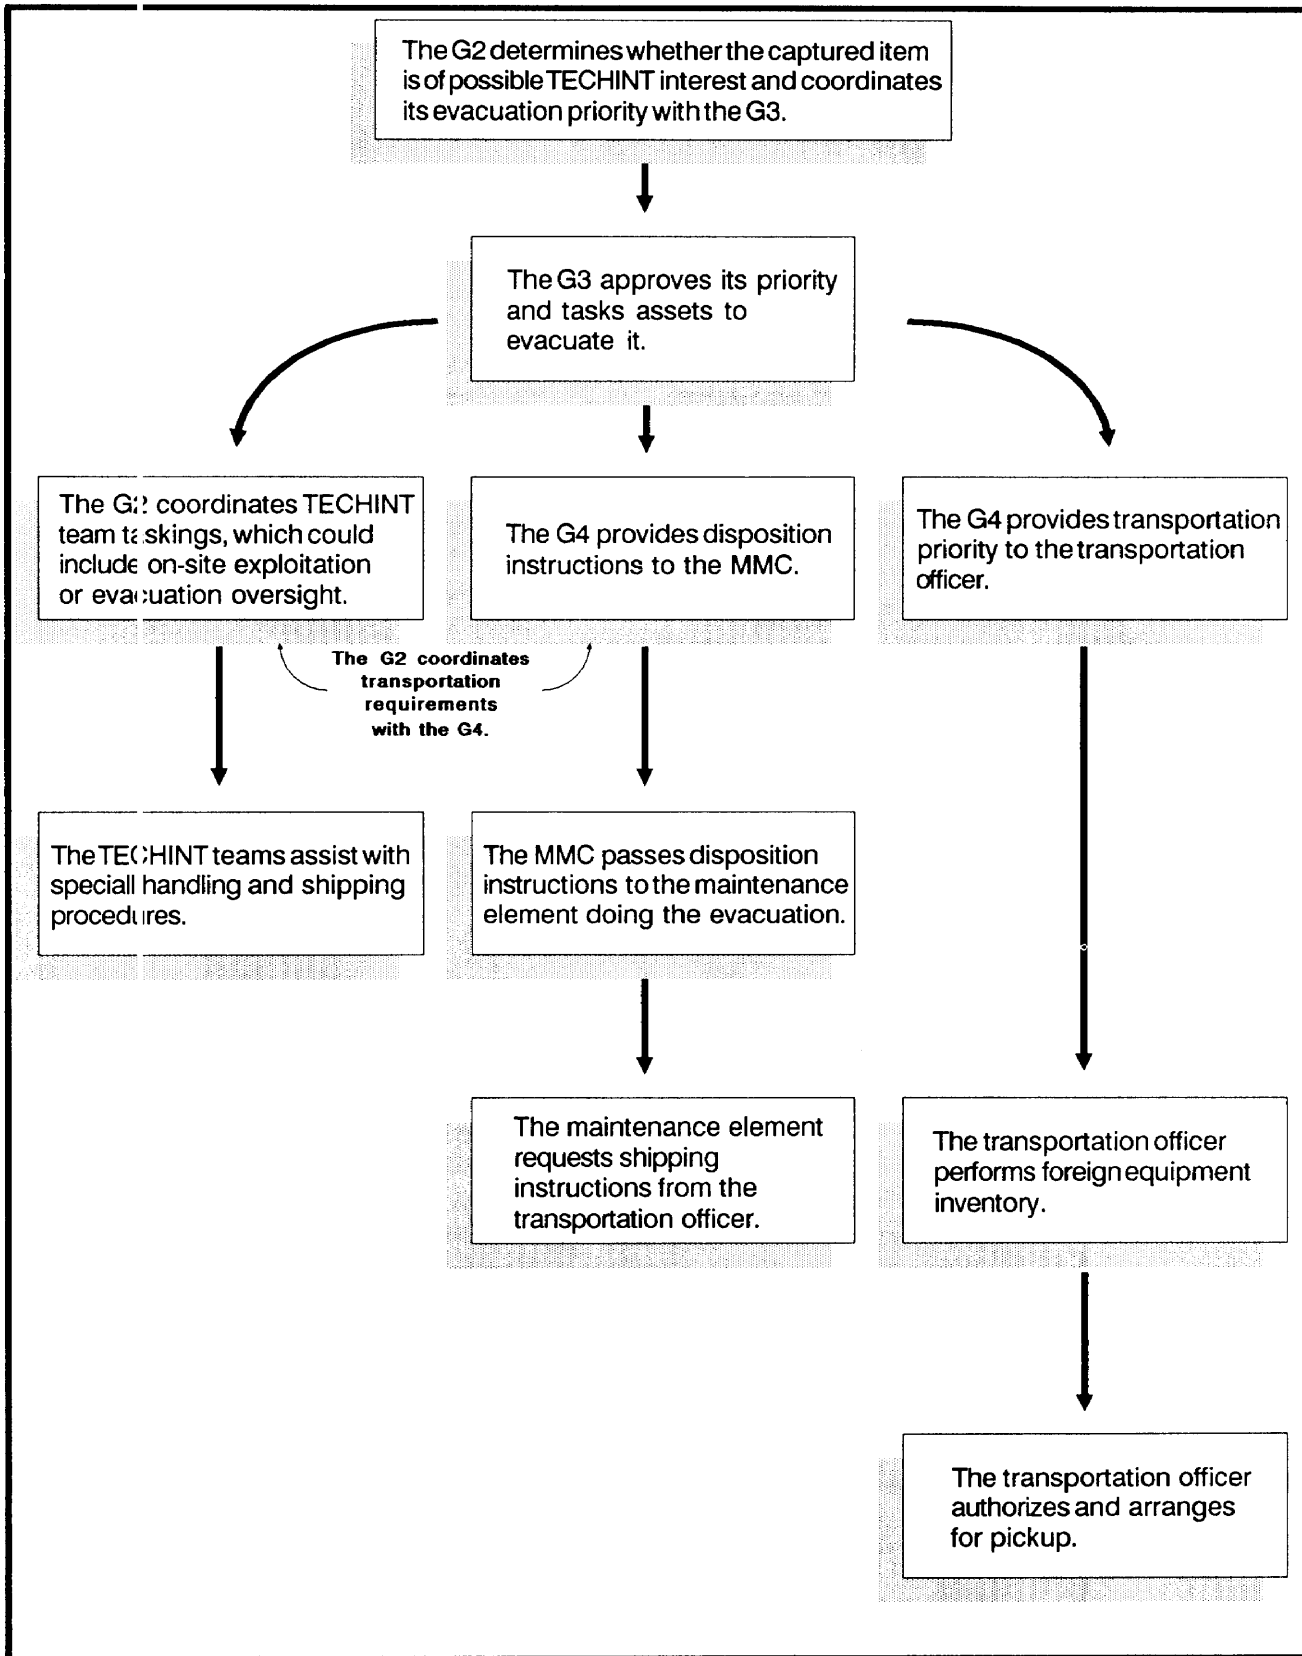 The G2 determines whether the captured item
is of possible TECHINT interest and coordinates
its evacuation priority with the G3.
The G3 approves its priority
and tasks assets to
evacuate it.
The G2 coordinates TECHINT
team taskings, which could
include on-site exploitation
or evacuation oversight.
The G4 provides disposition
instructions to the MMC.
The G4 provides transportation
priority to the transportation
officer.
The G2 coordinates
transportation
requirements
with the G4.
The TECHINT teams assist with
speciall handling and shipping
procedures.
The MMC passes disposition
instructions to the maintenance
element doing the evacuation.
The maintenance element
requests shipping
instructions from the
transportation officer.
The transportation officer
performs foreign equipment
inventory.
The transportation officer
authorizes and arranges
for pickup.